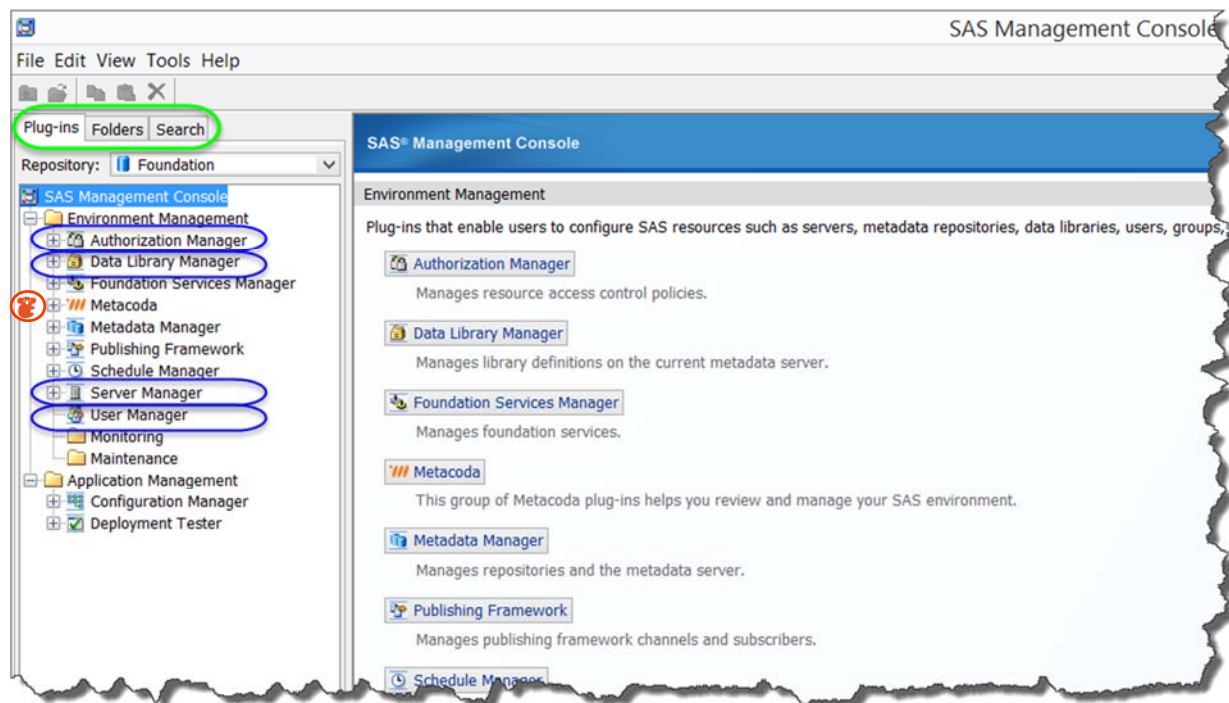 SAS Management Console
File Edit View Tools Help
Plug-ins Folders Search
Repository: Foundation
SAS Management Console
Environment Management
Authorization Manager
Data Library Manager
Foundation Services Manager
Metacoda
Metadata Manager
Publishing Framework
Schedule Manager
Server Manager
User Manager
Monitoring
Maintenance
Application Management
Configuration Manager
Deployment Tester
SAS® Management Console
Environment Management
Plug-ins that enable users to configure SAS resources such as servers, metadata repositories, data libraries, users, groups,
Authorization Manager
Manages resource access control policies.
Data Library Manager
Manages library definitions on the current metadata server.
Foundation Services Manager
Manages foundation services.
Metacoda
This group of Metacoda plug-ins helps you review and manage your SAS environment.
Metadata Manager
Manages repositories and the metadata server.
Publishing Framework
Manages publishing framework channels and subscribers.
Schedule Manager